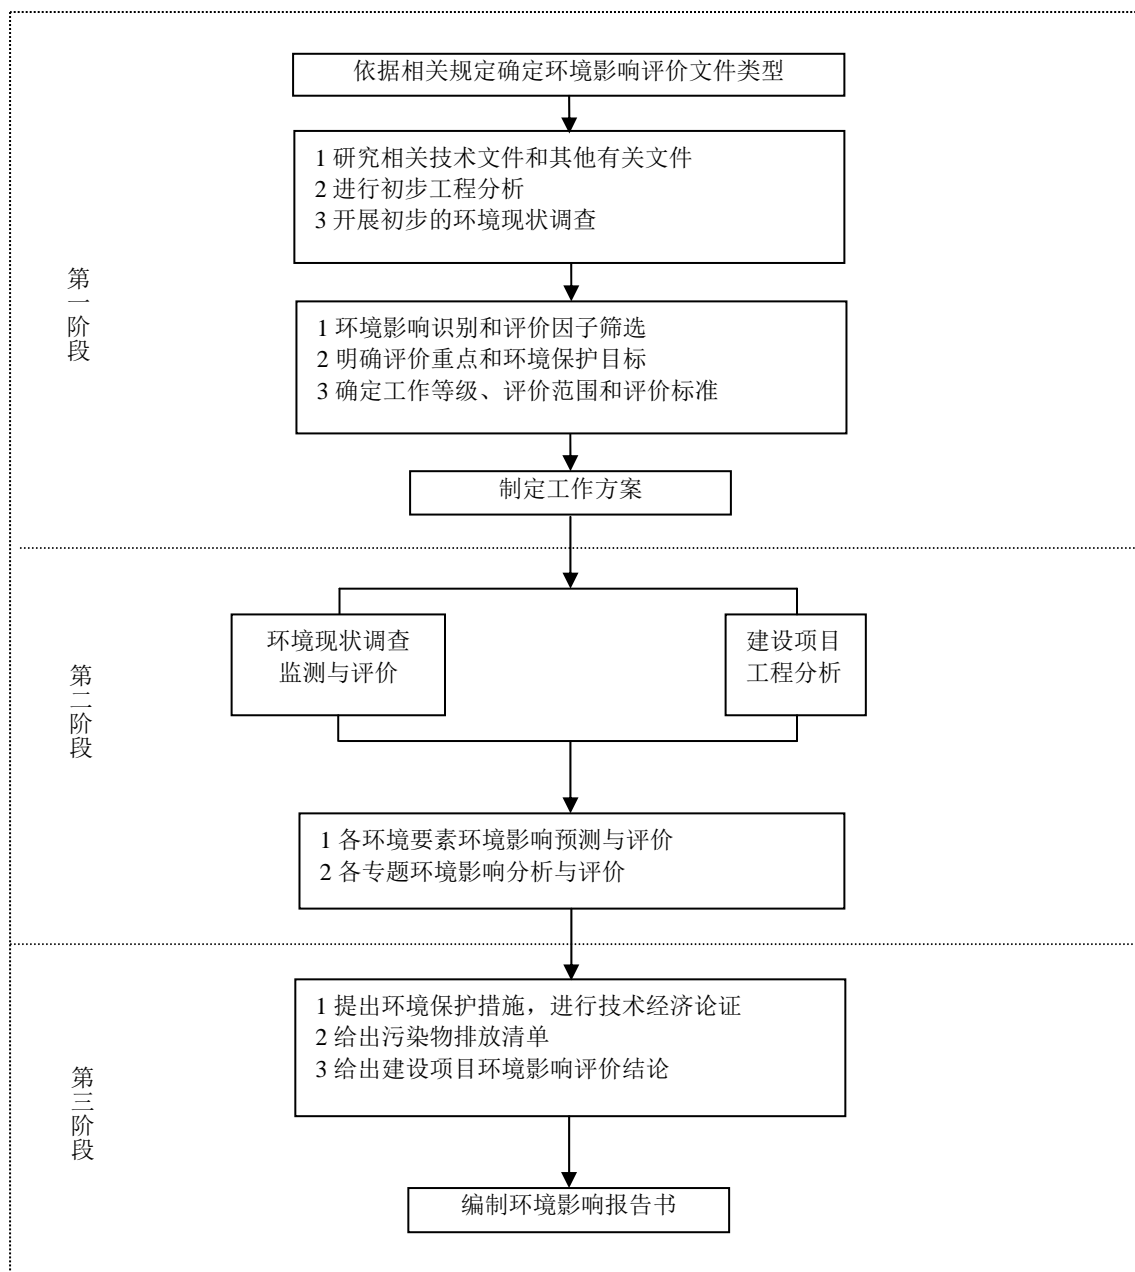 依据相关规定确定环境影响评价文件类型
1 研究相关技术文件和其他有关文件
2 进行初步工程分析
3 开展初步的环境现状调查
第一阶段
1 环境影响识别和评价因子筛选
2 明确评价重点和环境保护目标
3 确定工作等级、评价范围和评价标准
制定工作方案
第二阶段
环境现状调查
监测与评价
建设项目
工程分析
1 各环境要素环境影响预测与评价
2 各专题环境影响分析与评价
第三阶段
1 提出环境保护措施，进行技术经济论证
2 给出污染物排放清单
3 给出建设项目环境影响评价结论
编制环境影响报告书